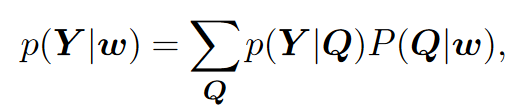 p(Y|w) = ∑_Q p(Y|Q)P(Q|w),